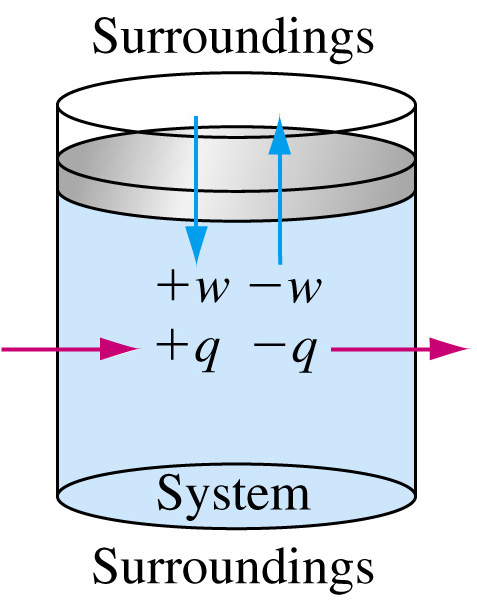 Surroundings
+w −w
+q −q
System
Surroundings